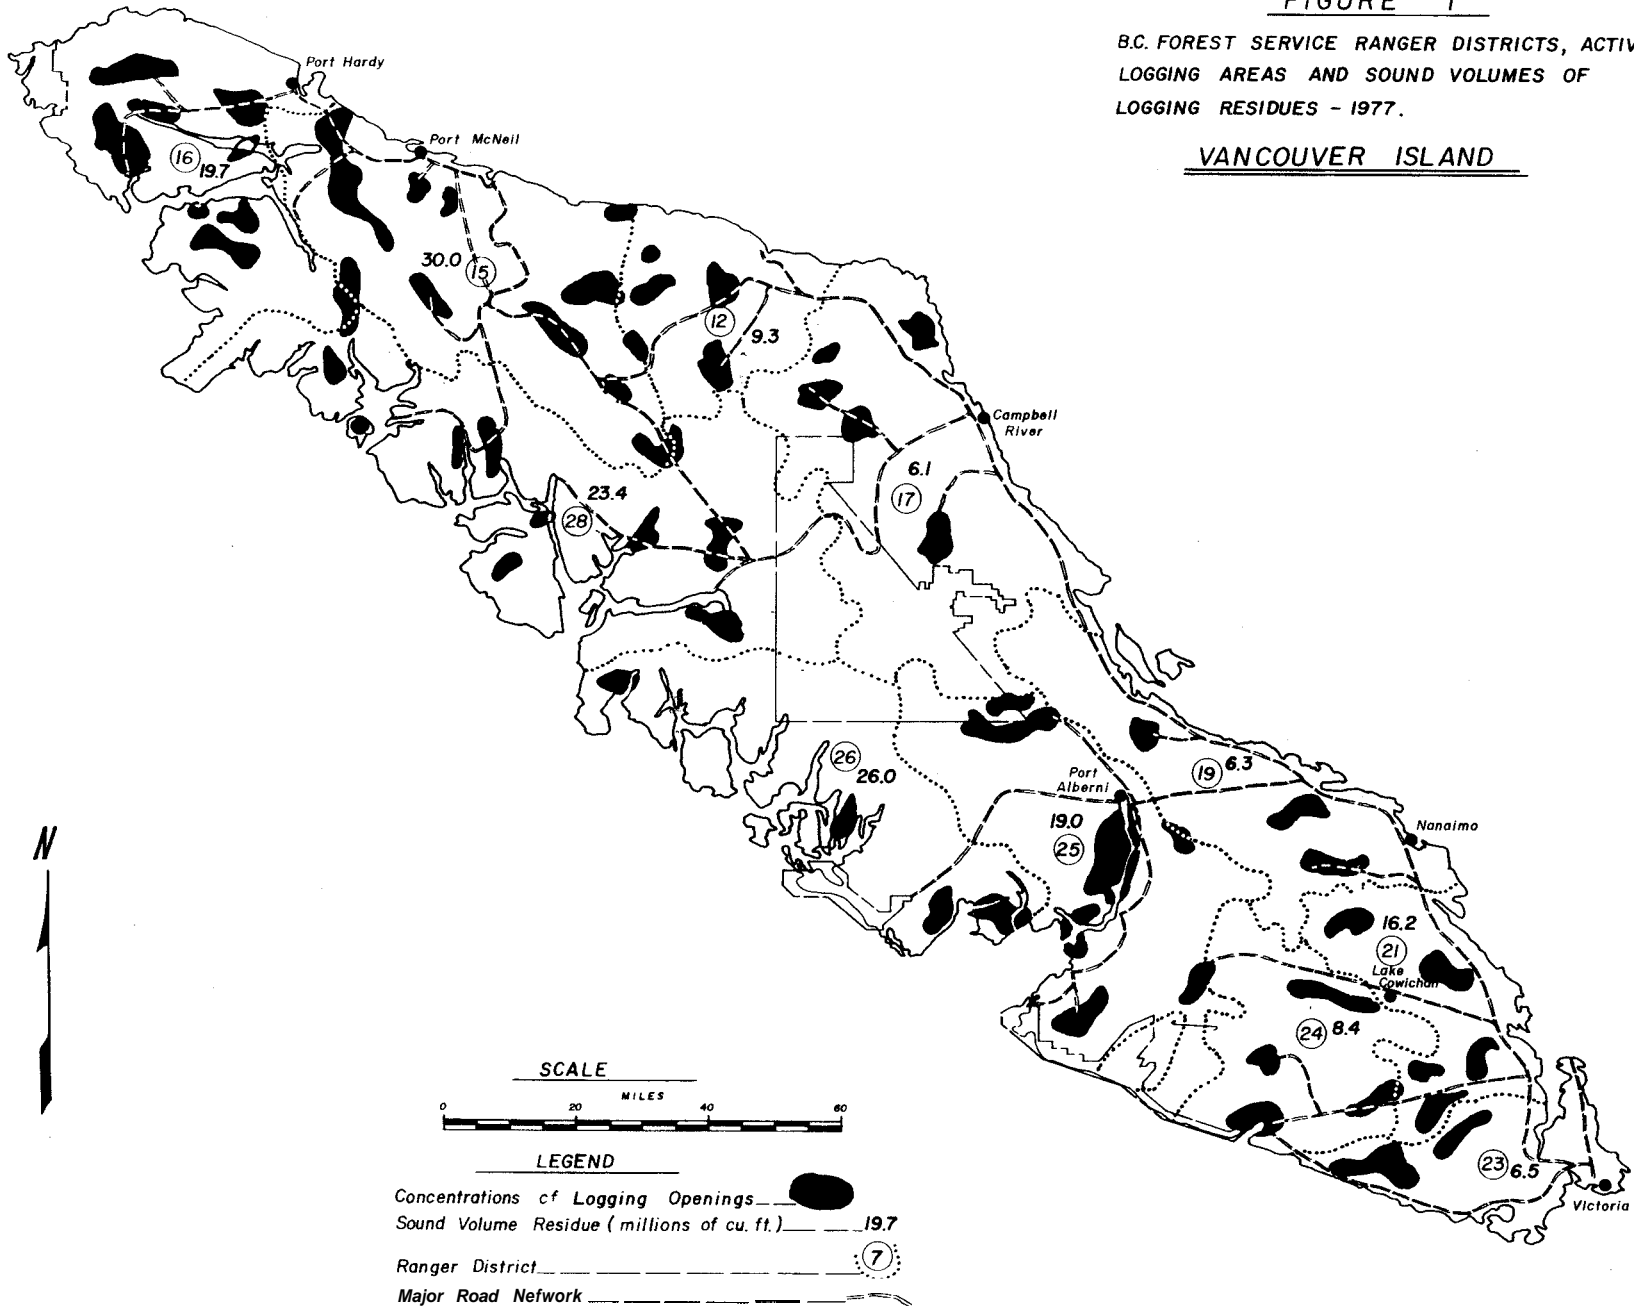 FIGURE 1
B.C. FOREST SERVICE RANGER DISTRICTS, ACTIV
LOGGING AREAS AND SOUND VOLUMES OF
LOGGING RESIDUES - 1977.
VANCOUVER ISLAND
Port Hardy
Port McNeil
16
19.7
30.0
15
12
9.3
Campbell
River
6.1
17
23.4
28
26
26.0
Port
Alberni
19.0
25
19
6.3
Nanaimo
16.2
21
Lake
Cowichan
24
8.4
23
6.5
Victoria
N
SCALE
MILES
0 20 40 60
LEGEND
Concentrations cf Logging Openings
Sound Volume Residue (millions of cu. ft.) 19.7
Ranger District 7
Major Road Nefwork